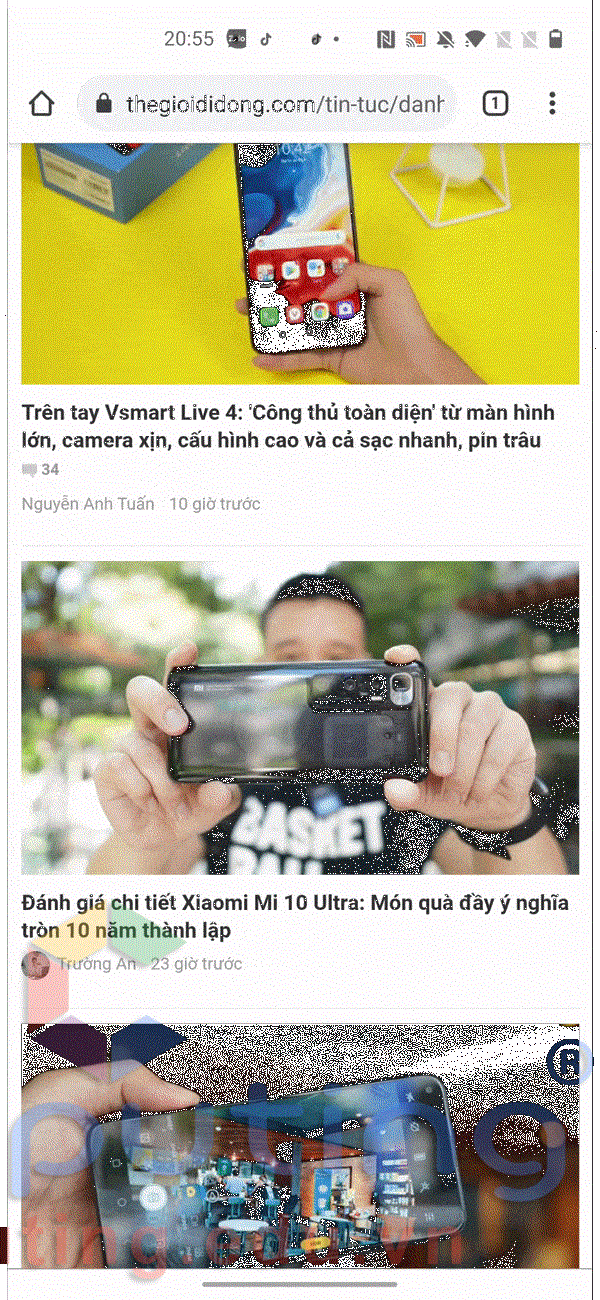 20:55
thegioididong.com/tin-tuc/danh
1
Trên tay Vsmart Live 4: 'Công thủ toàn diện' từ màn hình
lớn, camera xịn, cấu hình cao và cả sạc nhanh, pin trâu
34
Nguyễn Anh Tuấn 10 giờ trước
BASKET
Đánh giá chi tiết Xiaomi Mi 10 Ultra: Món quà đầy ý nghĩa
tròn 10 năm thành lập
Trường An 23 giờ trước
®